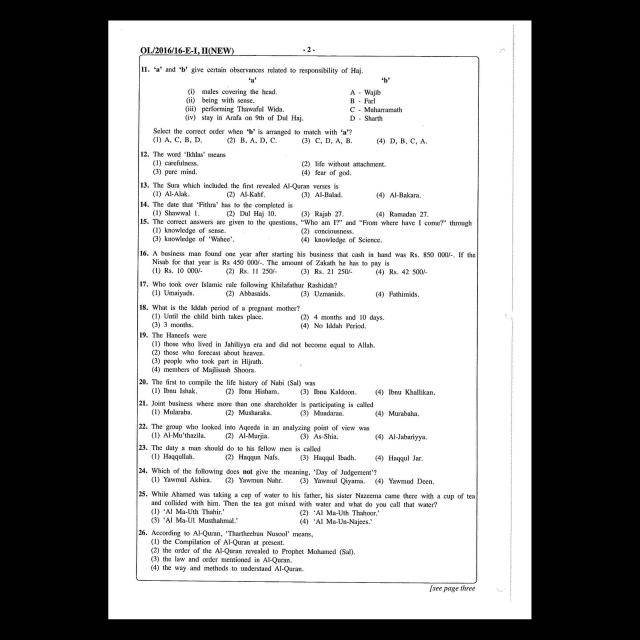 OL/2016/16-E-I, II(NEW)
- 2 -
11. 'a' and 'b' give certain observances related to responsibility of Haj.
'a' 'b'
(i) males covering the head. A - Wajib
(ii) being with sense. B - Farl
(iii) performing Thawaful Wida. C - Muharramath
(iv) stay in Arafa on 9th of Dul Haj. D - Sharth
Select the correct order when 'b' is arranged to match with 'a'?
(1) A, C, B, D. (2) B, A, D, C. (3) C, D, A, B. (4) D, B, C, A.
12. The word 'Ikhlas' means
(1) carefulness. (2) life without attachment.
(3) pure mind. (4) fear of god.
13. The Sura which included the first revealed Al-Quran verses is
(1) Al-Alak. (2) Al-Kahf. (3) Al-Balad. (4) Al-Bakara.
14. The date that 'Fithra' has to the completed is
(1) Shawwal 1. (2) Dul Haj 10. (3) Rajab 27. (4) Ramadan 27.
15. The correct answers are given to the questions, "Who am I?" and "From where have I come?" through
(1) knowledge of sense. (2) conciousness.
(3) knowledge of 'Wahee'. (4) knowledge of Science.
16. A business man found one year after starting his business that cash in hand was Rs. 850 000/-. If the
Nisab for that year is Rs 450 000/-. The amount of Zakath he has to pay is
(1) Rs. 10 000/- (2) Rs. 11 250/- (3) Rs. 21 250/- (4) Rs. 42 500/-
17. Who took over Islamic rule following Khilafathur Rashidah?
(1) Umaiyads. (2) Abbasaids. (3) Uzmanids. (4) Fathimids.
18. What is the Iddah period of a pregnant mother?
(1) Until the child birth takes place. (2) 4 months and 10 days.
(3) 3 months. (4) No Iddah Period.
19. The Haneefs were
(1) those who lived in Jahiliyya era and did not become equal to Allah.
(2) those who forecast about heaven.
(3) people who took part in Hijrath.
(4) members of Majlisush Shoora.
20. The first to compile the life history of Nabi (Sal) was
(1) Ibnu Ishak. (2) Ibnu Hisham. (3) Ibnu Kaldoon. (4) Ibnu Khallikan.
21. Joint business where more than one shareholder is participating is called
(1) Mularaba. (2) Musharaka. (3) Musdaraa. (4) Murabaha.
22. The group who looked into Aqeeda in an analyzing point of view was
(1) Al-Mu'thazila. (2) Al-Murjia. (3) As-Shia. (4) Al-Jabariyya.
23. The duty a man should do to his fellow men is called
(1) Haqqullah. (2) Haqqun Nafs. (3) Haqqul Ibadh. (4) Haqqul Jar.
24. Which of the following does not give the meaning, 'Day of Judgement'?
(1) Yawmul Akhira. (2) Yawmun Nahr. (3) Yawmul Qiyama. (4) Yawmud Deen.
25. While Ahamed was taking a cup of water to his father, his sister Nazeema came there with a cup of tea
and collided with him. Then the tea got mixed with water and what do you call that water?
(1) 'Al Ma-Uth Thahir.' (2) 'Al Ma-Uth Thahoor.'
(3) 'Al Ma-Ul Musthahmal.' (4) 'Al Ma-Un-Najees.'
26. According to Al-Quran, 'Thartheebun Nusool' means,
(1) the Compilation of Al-Quran at present.
(2) the order of the Al-Quran revealed to Prophet Mohamed (Sal).
(3) the law and order mentioned in Al-Quran.
(4) the way and methods to understand Al-Quran.
[see page three